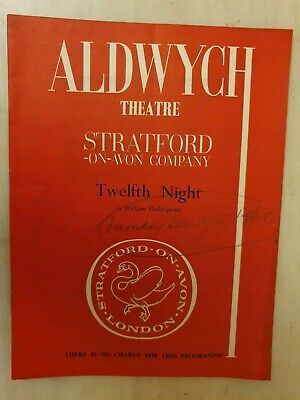 ALDWYCH
THEATRE
STRATFORD
-ON-AVON COMPANY
Twelfth Night
by William Shakespeare
Monday
STRATFORD-ON-AVON
LONDON
THERE IS NO CHARGE FOR THIS PROGRAMME